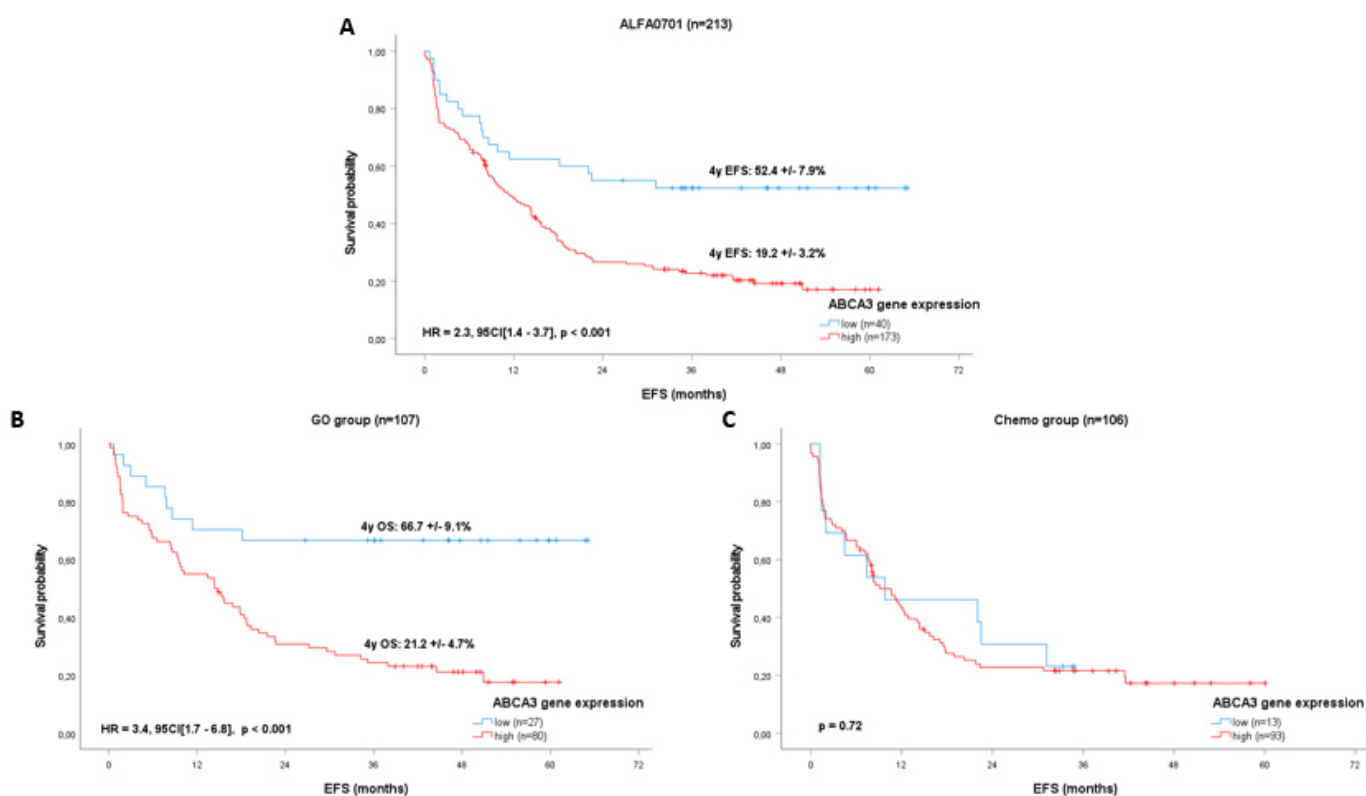 A
ALFA0701 (n=213)
1,00
0,80
0,60
0,40
0,20
0,00
Survival probability
4y EFS: 52.4 +/- 7.9%
4y EFS: 19.2 +/- 3.2%
ABCA3 gene expression
low (n=40)
high (n=173)
HR = 2.3, 95CI[1.4 - 3.7], p < 0.001
0 12 24 36 48 60 72
EFS (months)
B
GO group (n=107)
1,00
0,80
0,60
0,40
0,20
0,00
Survival probability
4y OS: 66.7 +/- 9.1%
4y OS: 21.2 +/- 4.7%
ABCA3 gene expression
low (n=27)
high (n=80)
HR = 3.4, 95CI[1.7 - 6.8], p < 0.001
0 12 24 36 48 60 72
EFS (months)
C
Chemo group (n=106)
1,00
0,80
0,60
0,40
0,20
0,00
Survival probability
ABCA3 gene expression
low (n=13)
high (n=93)
p = 0.72
0 12 24 36 48 60 72
EFS (months)